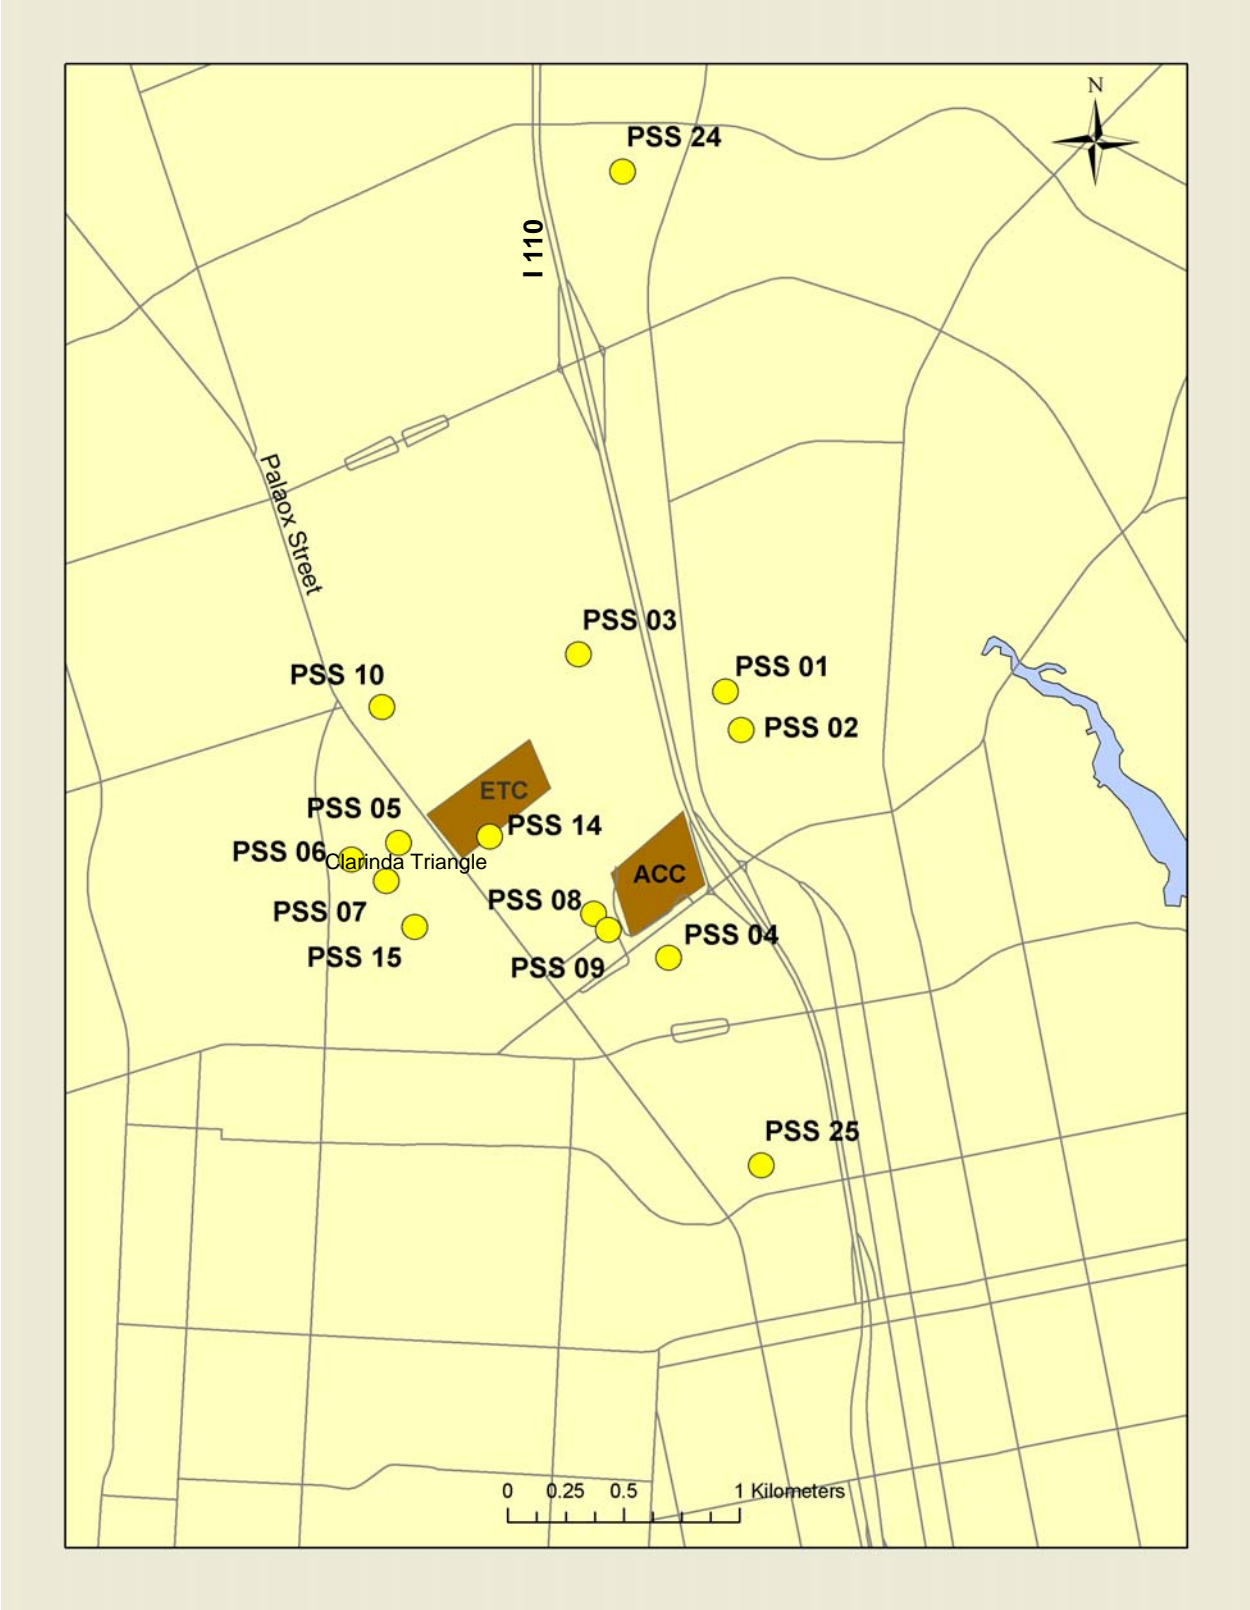 N
PSS 24
I 110
Palaox Street
PSS 03
PSS 01
PSS 10
PSS 02
ETC
PSS 05
PSS 14
PSS 06
Clarinda Triangle
ACC
PSS 08
PSS 07
PSS 04
PSS 15
PSS 09
PSS 25
0 0.25 0.5 1 Kilometers